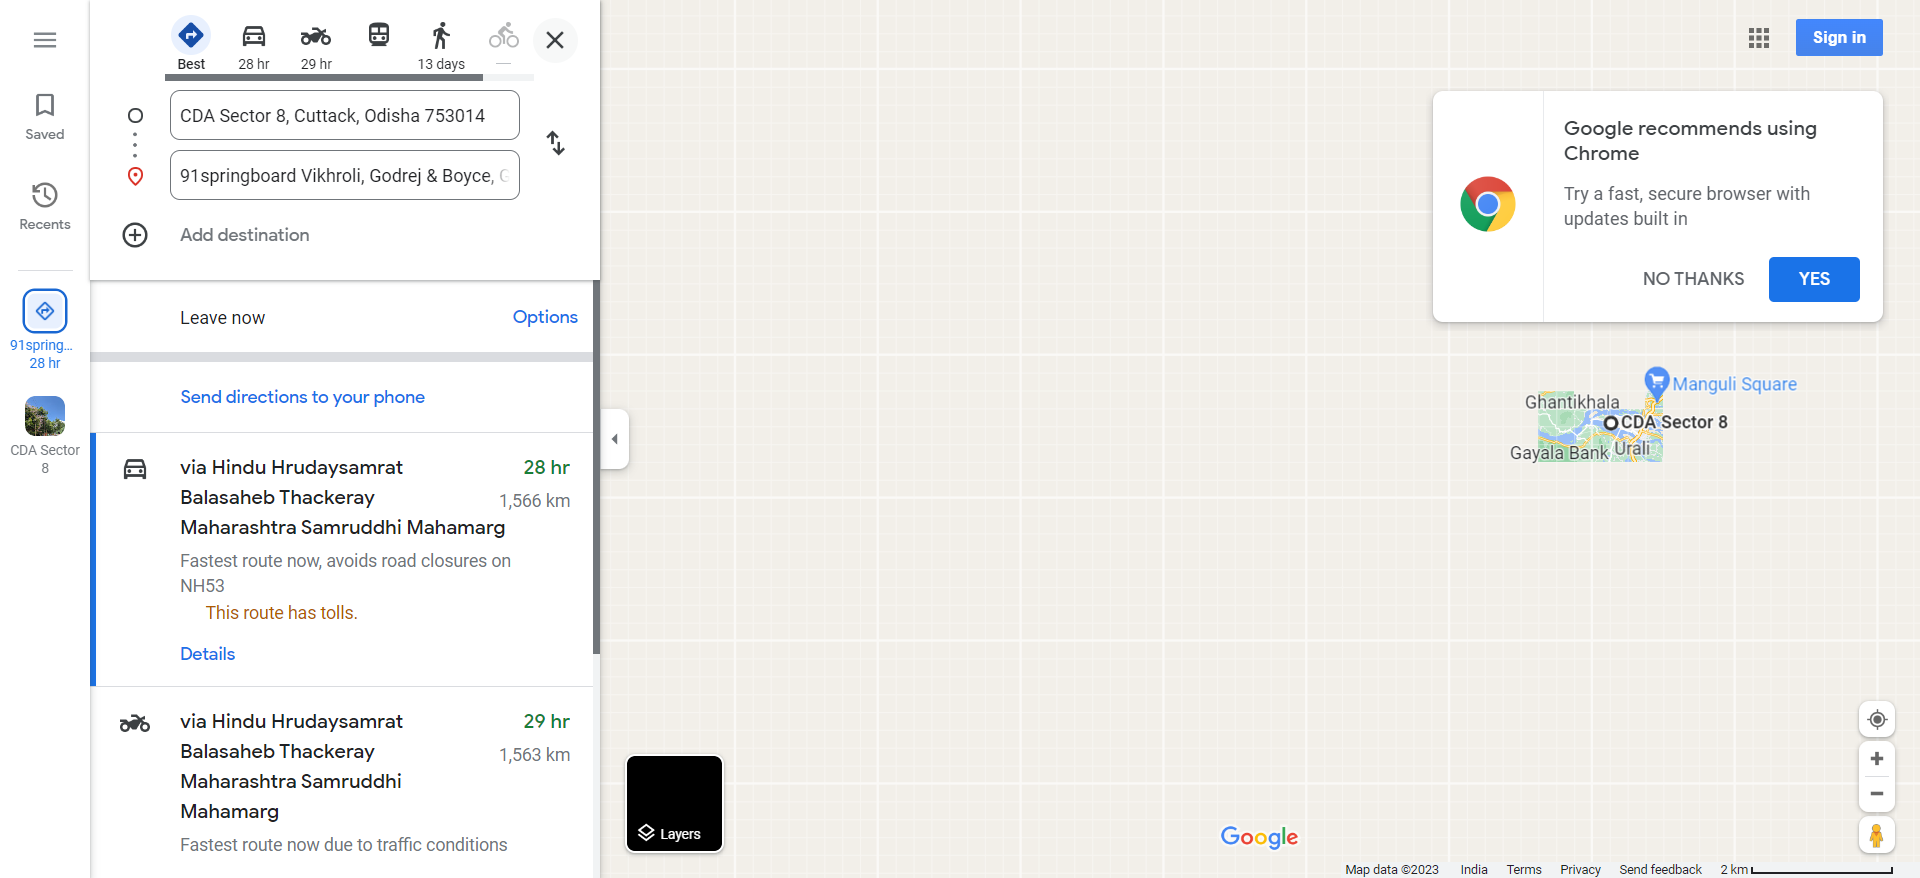 Saved
Recents
91spring...
28 hr
CDA Sector
8
Best
28 hr
29 hr
13 days
—
CDA Sector 8, Cuttack, Odisha 753014
91springboard Vikhroli, Godrej & Boyce, G
Add destination
Leave now
Options
Send directions to your phone
via Hindu Hrudaysamrat
Balasaheb Thackeray
Maharashtra Samruddhi Mahamarg
28 hr
1,566 km
Fastest route now, avoids road closures on
NH53
This route has tolls.
Details
via Hindu Hrudaysamrat
Balasaheb Thackeray
Maharashtra Samruddhi
Mahamarg
29 hr
1,563 km
Fastest route now due to traffic conditions
Layers
Sign in
Google recommends using
Chrome
Try a fast, secure browser with
updates built in
NO THANKS
YES
Manguli Square
Ghantikhala
CDA Sector 8
Urali
Gayala Bank
Google
Map data ©2023
India
Terms
Privacy
Send feedback
2 km